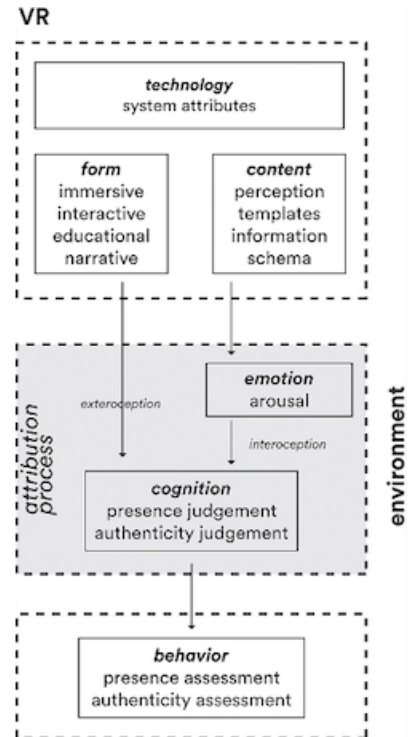 VR
technology
system attributes
form
immersive
interactive
educational
narrative
content
perception
templates
information
schema
emotion
arousal
exteroception
interoception
attribution
process
cognition
presence judgement
authenticity judgement
environment
behavior
presence assessment
authenticity assessment